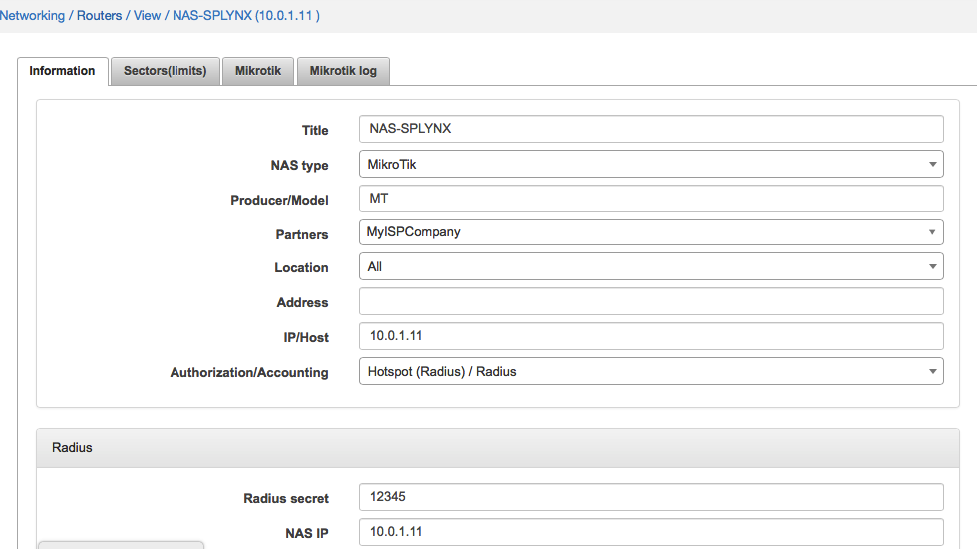 Networking / Routers / View / NAS-SPLYNX (10.0.1.11 )
Information Sectors(limits) Mikrotik Mikrotik log
Title NAS-SPLYNX
NAS type MikroTik
Producer/Model MT
Partners MyISPCompany
Location All
Address
IP/Host 10.0.1.11
Authorization/Accounting Hotspot (Radius) / Radius
Radius
Radius secret 12345
NAS IP 10.0.1.11